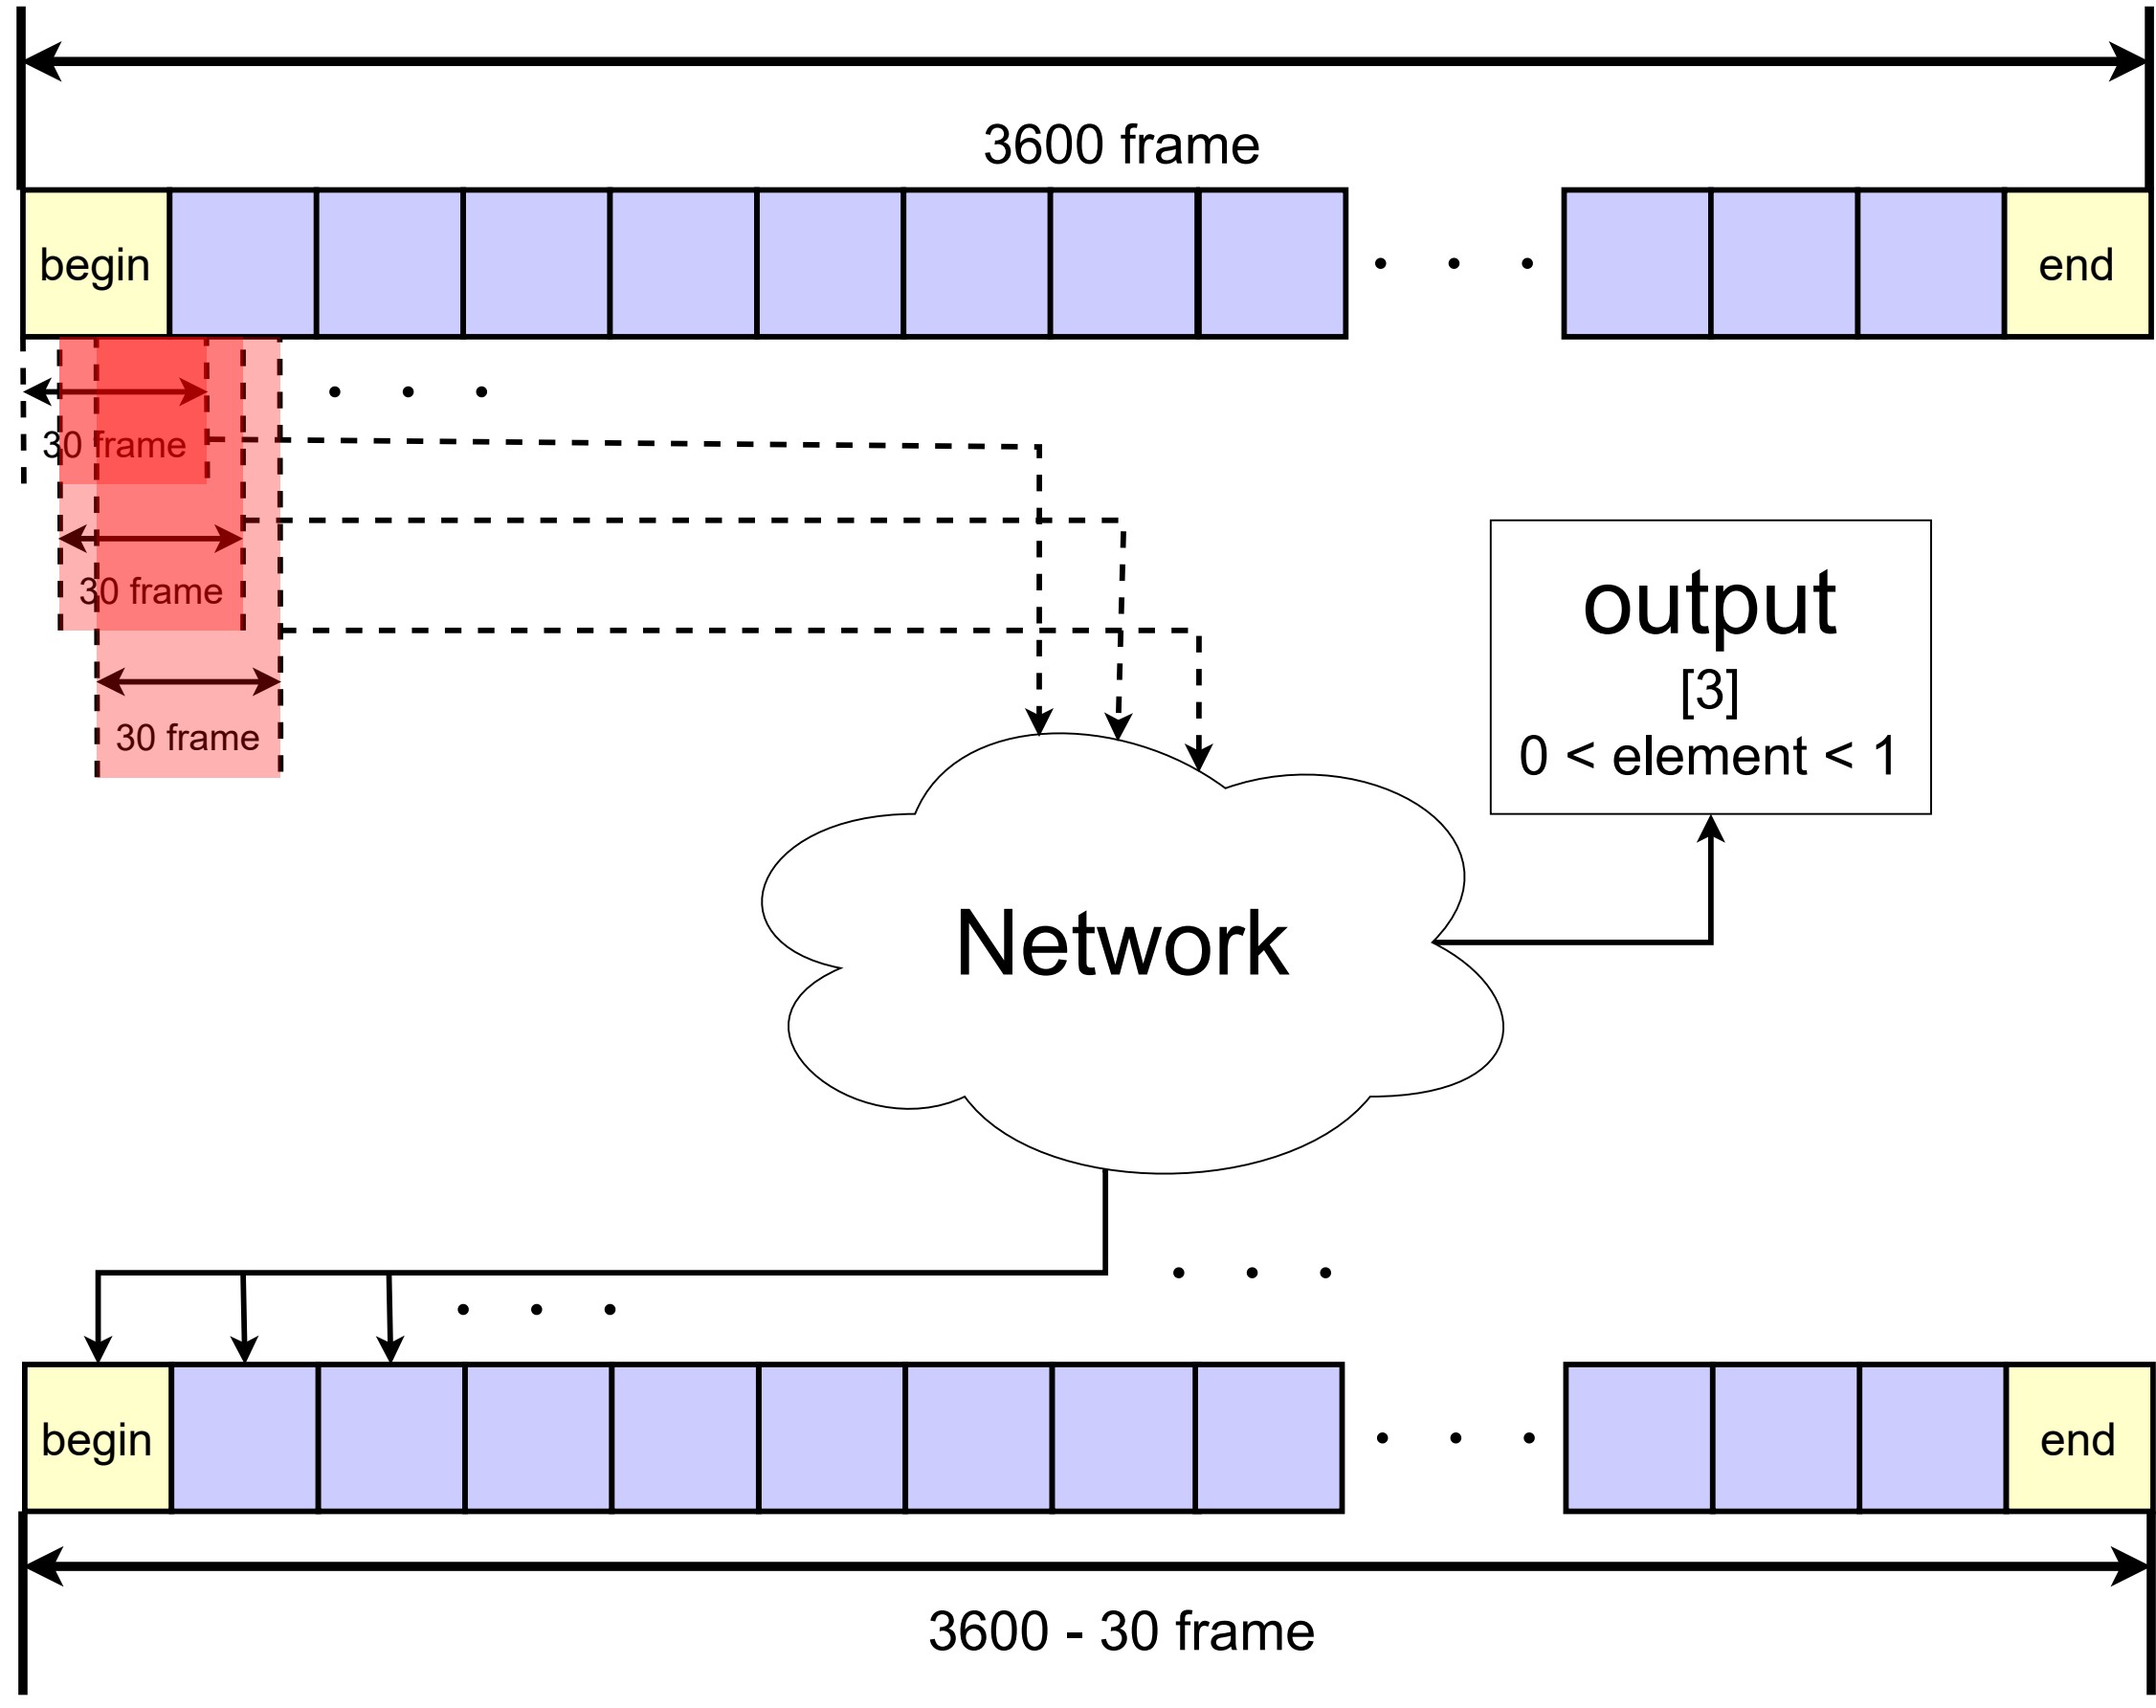 3600 frame
begin
end
30 frame
30 frame
30 frame
output
[3]
0 < element < 1
Network
begin
end
3600 - 30 frame